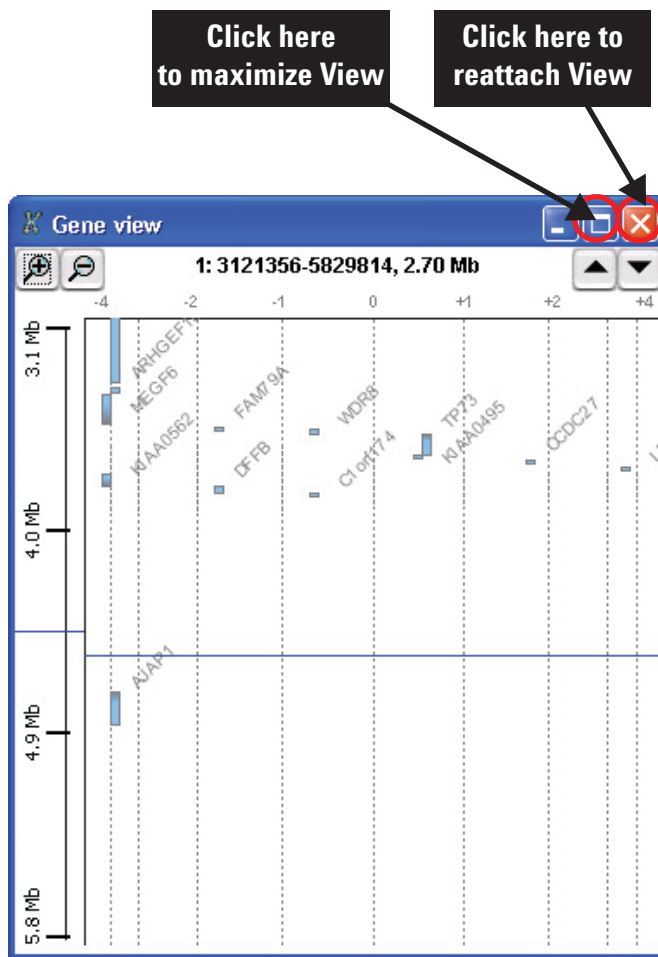 Click here
to maximize View
Click here to
reattach View
Gene view
1: 3121356-5829814, 2.70 Mb
-4 -2 -1 0 +1 +2 +4
3.1 Mb
MEGF6
KIAA0562
FAM79A
DFFB
WDR8
C1orf174
TP73
KIAA0495
CCDC27
4.0 Mb
AJAP1
4.9 Mb
5.8 Mb